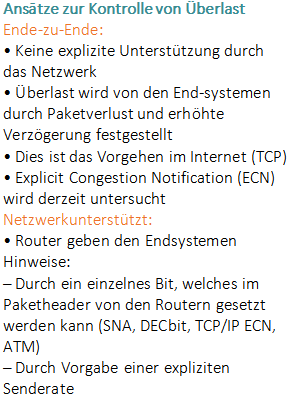 Ansätze zur Kontrolle von Überlast
Ende-zu-Ende:
• Keine explizite Unterstützung durch
das Netzwerk
• Überlast wird von den End-systemen
durch Paketverlust und erhöhte
Verzögerung festgestellt
• Dies ist das Vorgehen im Internet (TCP)
• Explicit Congestion Notification (ECN)
wird derzeit untersucht
Netzwerkunterstützt:
• Router geben den Endsystemen
Hinweise:
– Durch ein einzelnes Bit, welches im
Paketheader von den Routern gesetzt
werden kann (SNA, DECbit, TCP/IP ECN,
ATM)
– Durch Vorgabe einer expliziten
Senderate